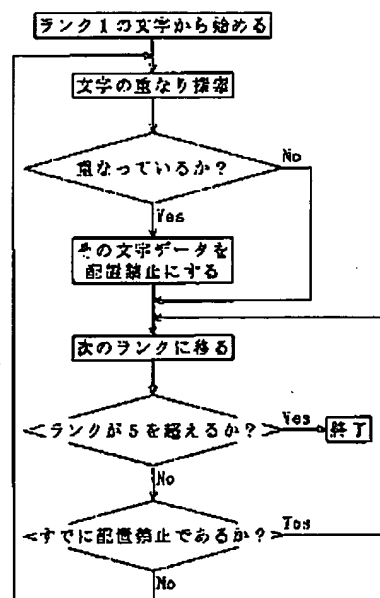 ランク1の文字から始める
文字の重なり探索
重なっているか?
No
Yes
その文字データを
配置禁止にする
次のランクに移る
ランクが5を超えるか?
Yes
終了
No
すでに配置禁止であるか?
Yes
No